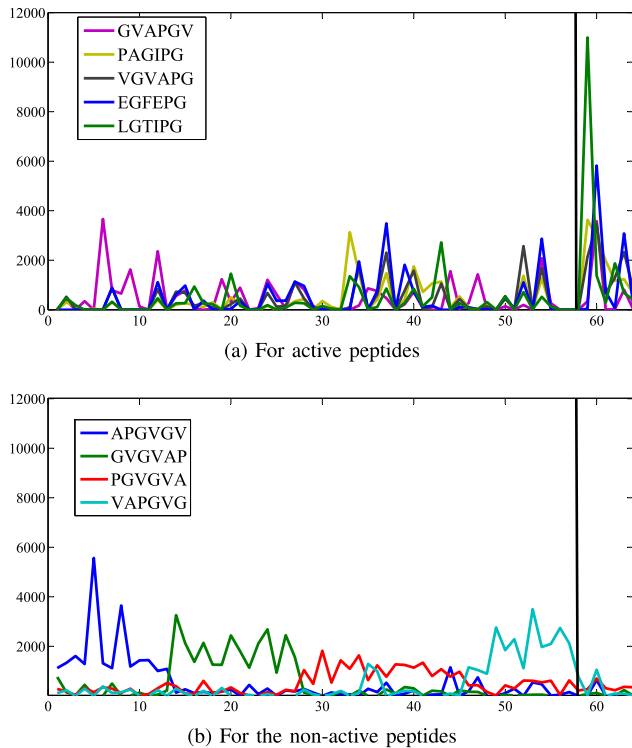 12000
10000
8000
6000
4000
2000
0
GVAPGV
PAGIPG
VGVAPG
EGFEPG
LGTIPG
0 10 20 30 40 50 60
(a) For active peptides
12000
10000
8000
6000
4000
2000
APGVGV
GVGVAP
PGVGVA
VAPGVG
0 10 20 30 40 50 60
(b) For the non-active peptides